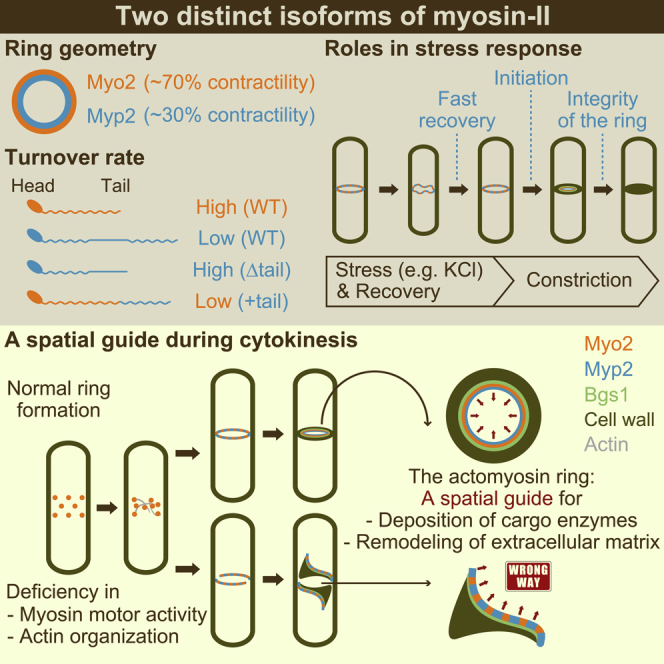 Two distinct isoforms of myosin-II
Ring geometry
Myo2 (~70% contractility)
Myp2 (~30% contractility)
Turnover rate
Head Tail
High (WT)
Low (WT)
High (Δtail)
Low (+tail)
Roles in stress response
Initiation
Fast
recovery
Integrity
of the ring
Stress (e.g. KCl)
& Recovery
Constriction
A spatial guide during cytokinesis
Normal ring
formation
Deficiency in
- Myosin motor activity
- Actin organization
Myo2
Myp2
Bgs1
Cell wall
Actin
The actomyosin ring:
A spatial guide for
- Deposition of cargo enzymes
- Remodeling of extracellular matrix
WRONG
WAY